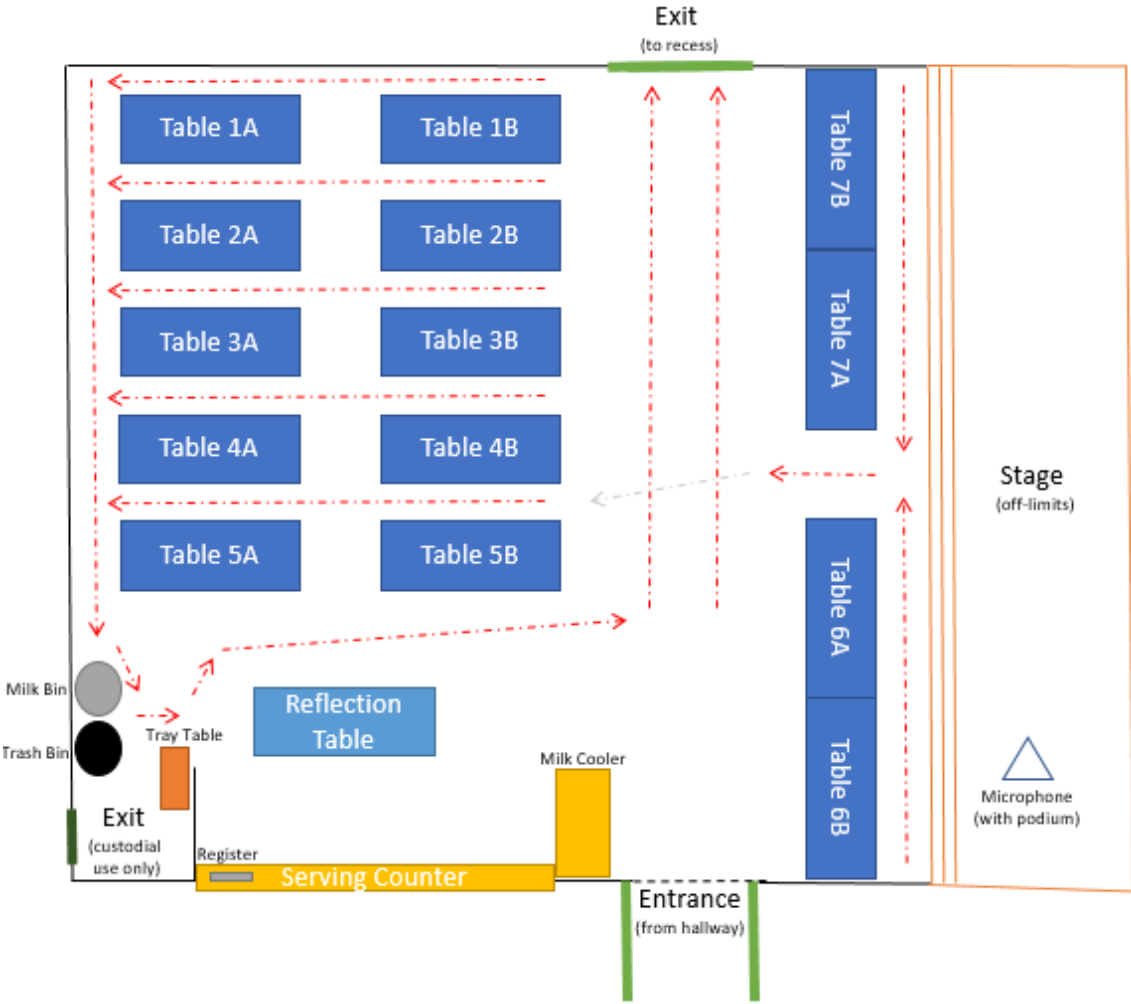 Exit
(to recess)
Table 1A
Table 1B
Table 7B
Table 2A
Table 2B
Table 3A
Table 3B
Table 7A
Table 4A
Table 4B
Stage
(off-limits)
Table 5A
Table 5B
Table 6A
Milk Bin
Reflection
Table
Tray Table
Trash Bin
Milk Cooler
Table 6B
Microphone
(with podium)
Exit
(custodial
use only)
Register
Serving Counter
Entrance
(from hallway)